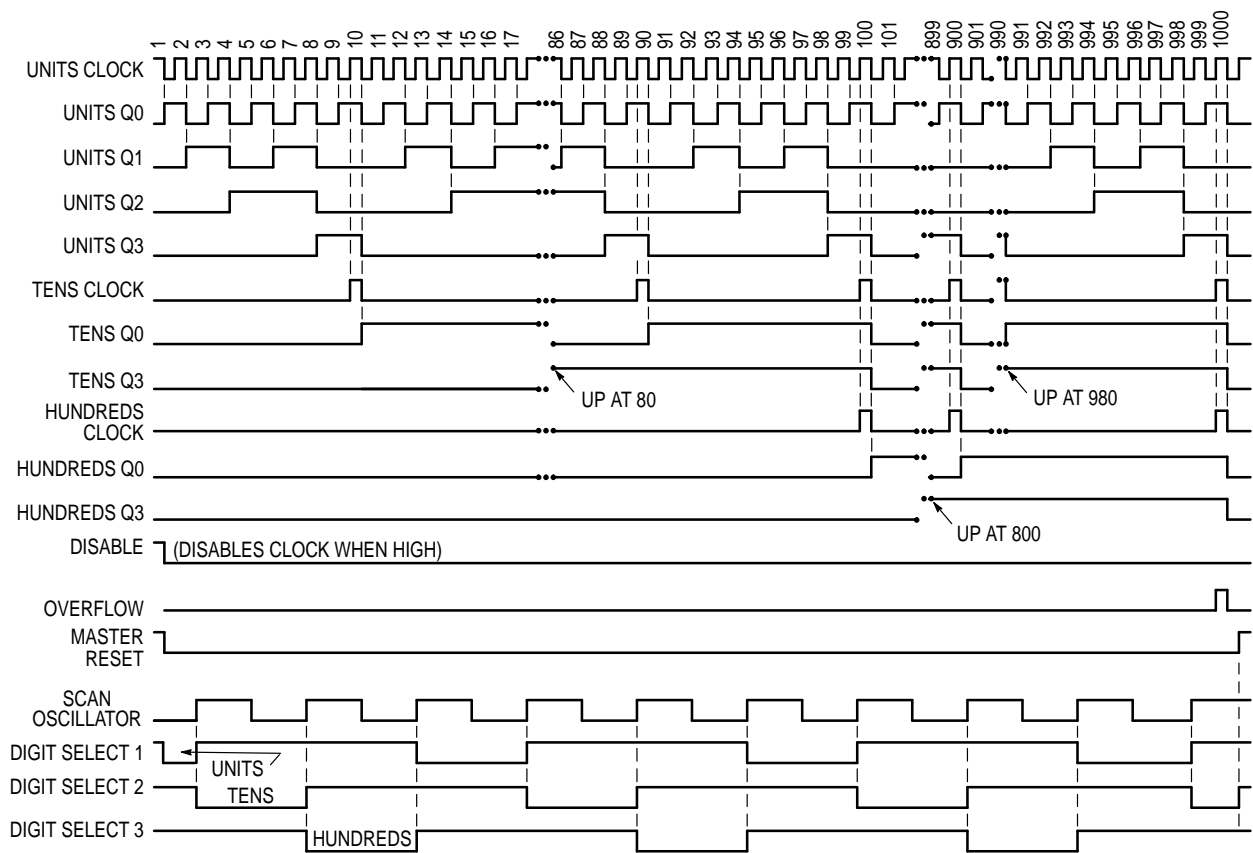 1 2 3 4 5 6 7 8 9 10 11 12 13 14 15 16 17 86 87 88 89 90 91 92 93 94 95 96 97 98 99 100 101 899 900 901 990 991 992 993 994 995 996 997 998 999 1000
UNITS CLOCK
UNITS Q0
UNITS Q1
UNITS Q2
UNITS Q3
TENS CLOCK
TENS Q0
TENS Q3
UP AT 80
UP AT 980
HUNDREDS
CLOCK
HUNDREDS Q0
HUNDREDS Q3
UP AT 800
DISABLE
(DISABLES CLOCK WHEN HIGH)
OVERFLOW
MASTER
RESET
SCAN
OSCILLATOR
DIGIT SELECT 1
UNITS
DIGIT SELECT 2
TENS
DIGIT SELECT 3
HUNDREDS